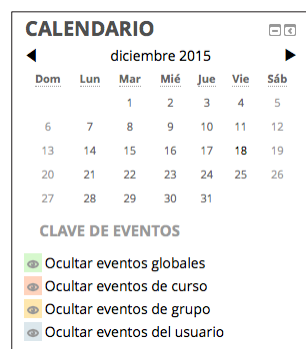 CALENDARIO
diciembre 2015
Dom Lun Mar Mié Jue Vie Sáb
1 2 3 4 5
6 7 8 9 10 11 12
13 14 15 16 17 18 19
20 21 22 23 24 25 26
27 28 29 30 31
CLAVE DE EVENTOS
Ocultar eventos globales
Ocultar eventos de curso
Ocultar eventos de grupo
Ocultar eventos del usuario